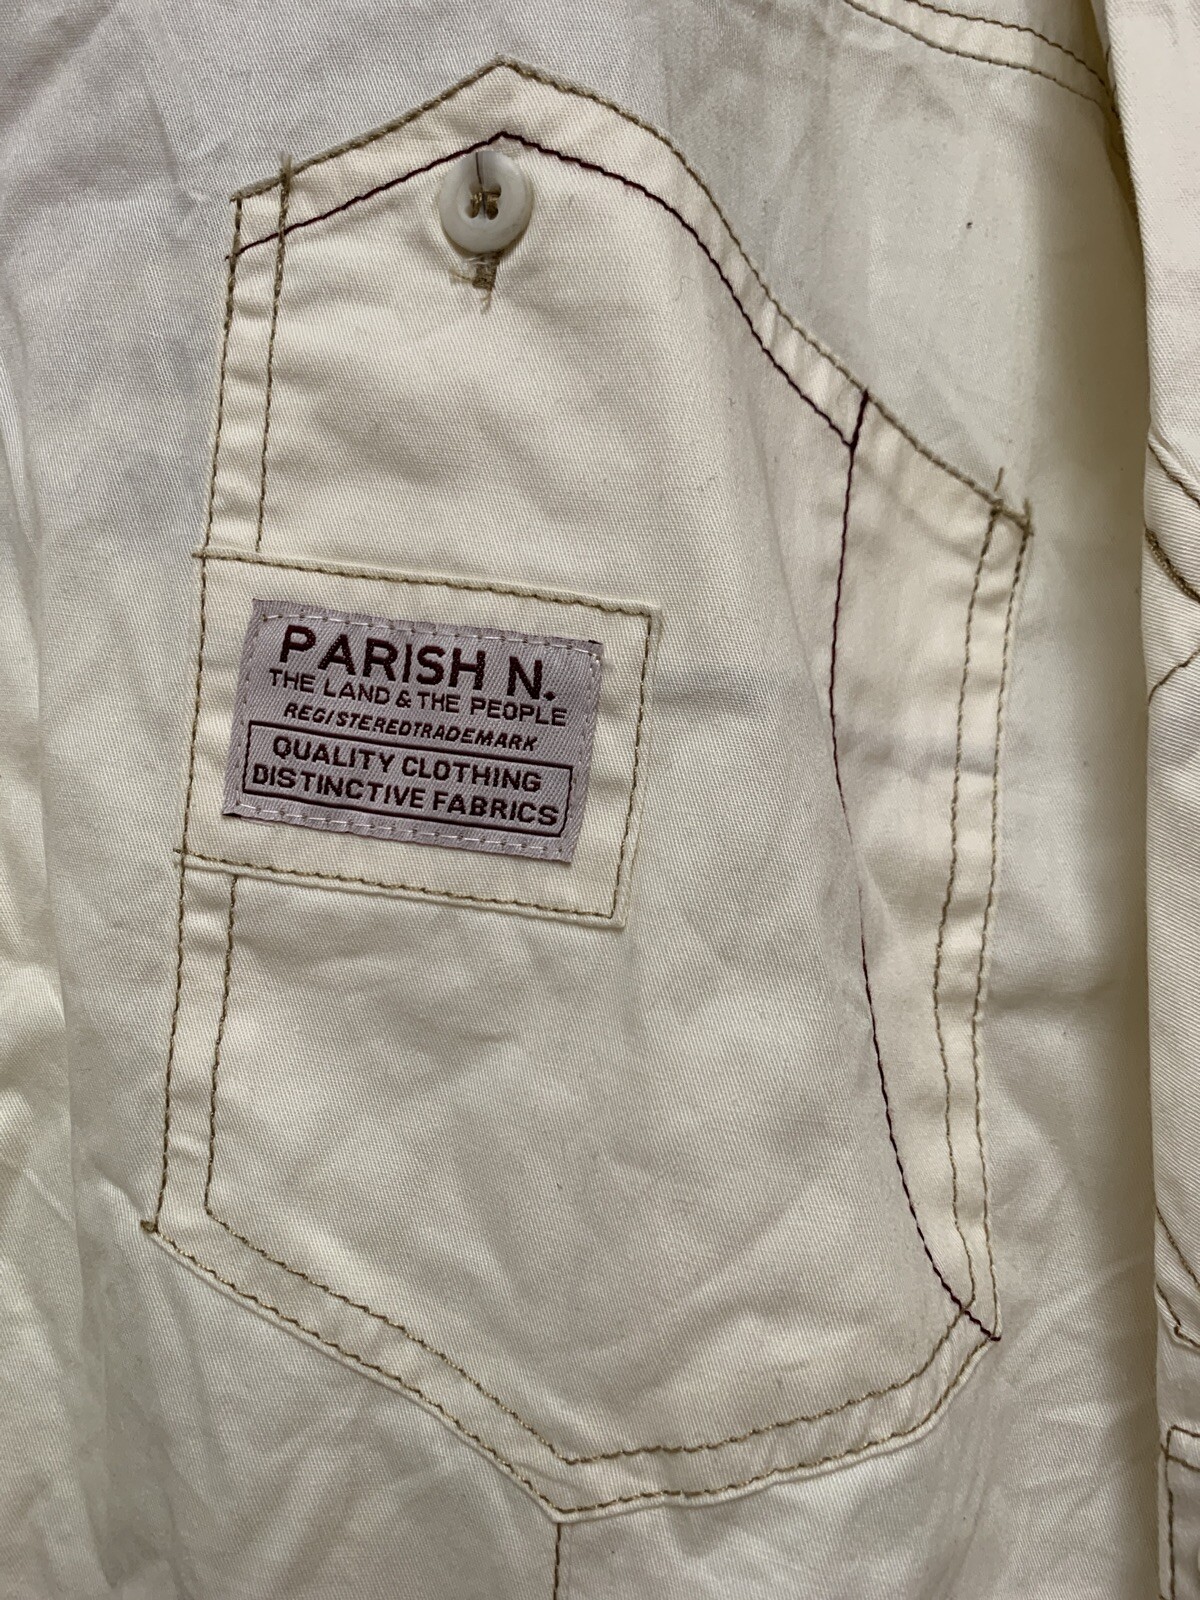 PARISH N.
THE LAND & THE PEOPLE
REGISTEREDTRADEMARK
QUALITY CLOTHING
DISTINCTIVE FABRICS